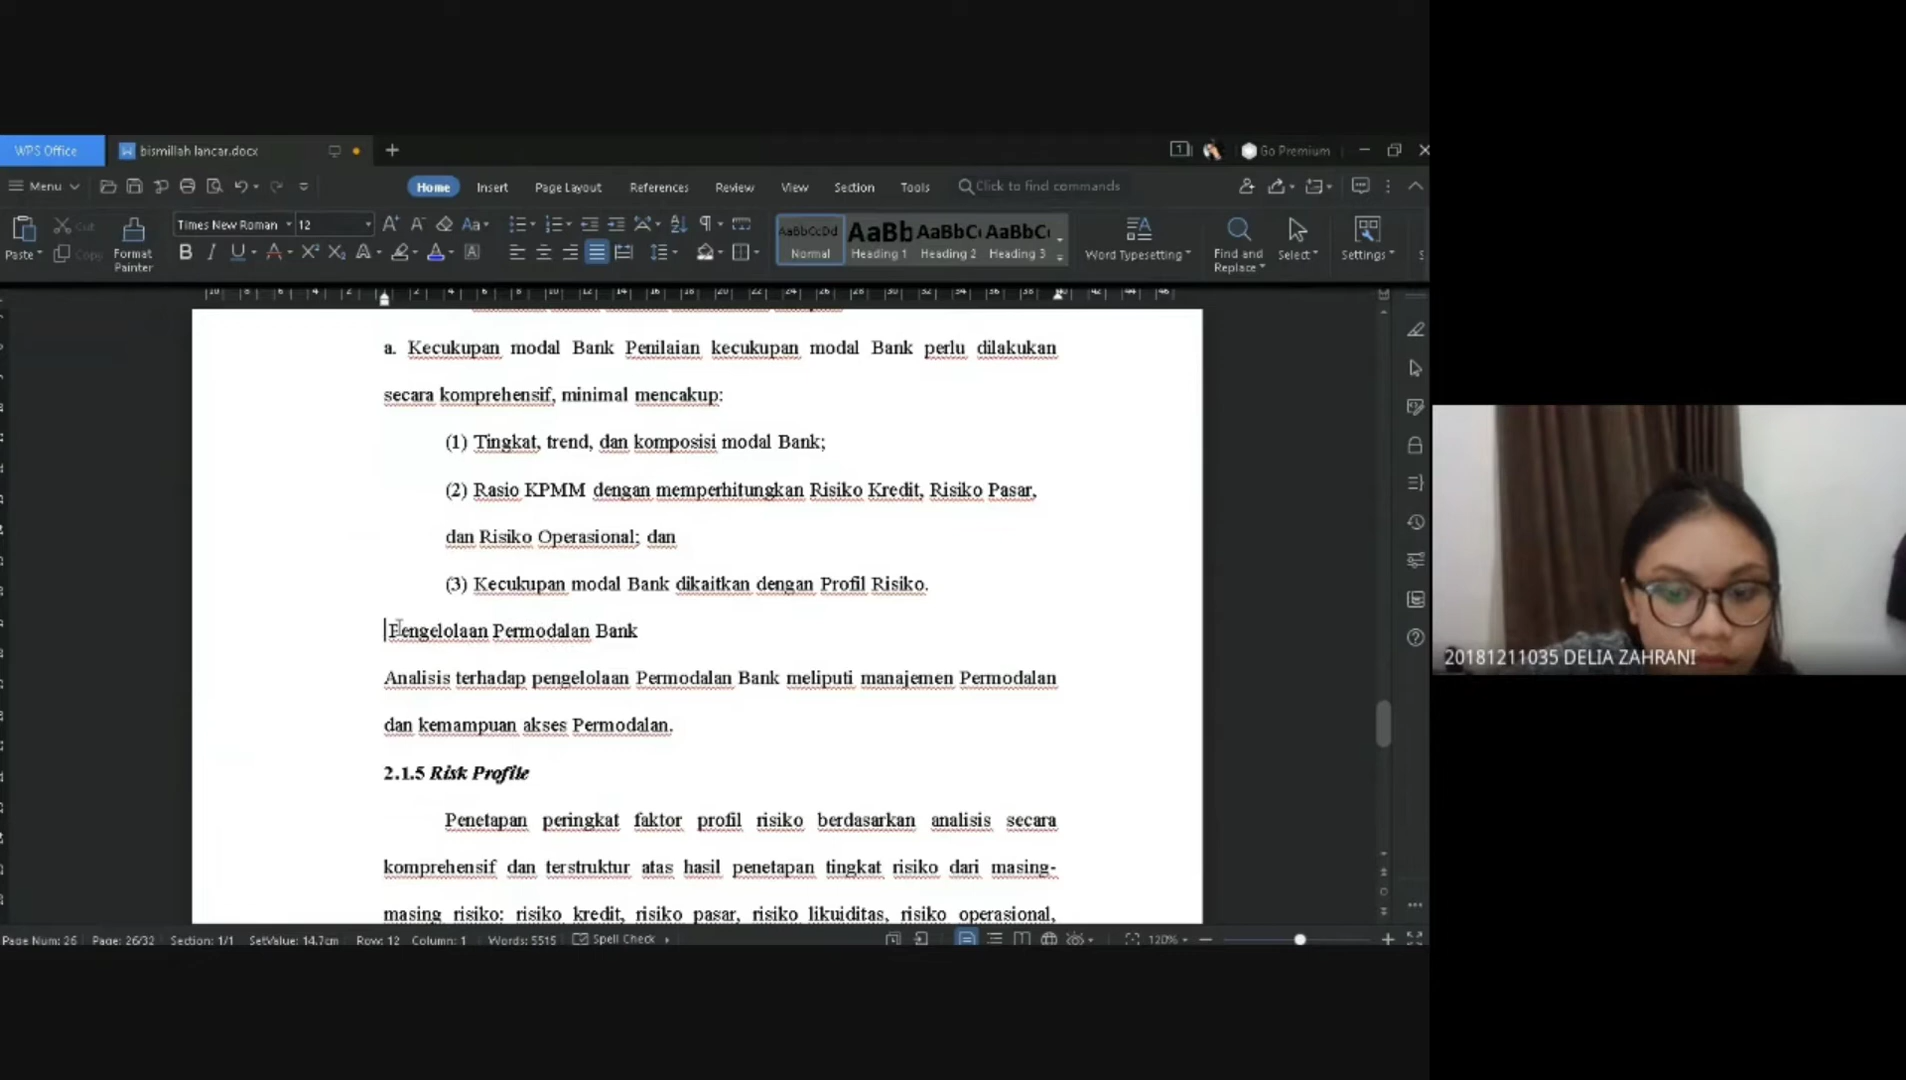 WPS Office
bismillah lancar.docx
1
Go Premium
Menu
Home
Insert
Page Layout
References
Review
View
Section
Tools
Click to find commands
Paste
Cut
Copy
Format
Painter
Times New Roman
12
AaBbCcDd
Normal
AaBb
Heading 1
AaBbC
Heading 2
AaBbC
Heading 3
Word Typesetting
Find and
Replace
Select
Settings
a. Kecukupan modal Bank Penilaian kecukupan modal Bank perlu dilakukan
secara komprehensif, minimal mencakup:
(1) Tingkat, trend, dan komposisi modal Bank;
(2) Rasio KPMM dengan memperhitungkan Risiko Kredit, Risiko Pasar,
dan Risiko Operasional; dan
(3) Kecukupan modal Bank dikaitkan dengan Profil Risiko.
Pengelolaan Permodalan Bank
Analisis terhadap pengelolaan Permodalan Bank meliputi manajemen Permodalan
dan kemampuan akses Permodalan.
2.1.5 Risk Profile
Penetapan peringkat faktor profil risiko berdasarkan analisis secara
komprehensif dan terstruktur atas hasil penetapan tingkat risiko dari masing-
masing risiko: risiko kredit, risiko pasar, risiko likuiditas, risiko operasional,
Page Num: 26 Page: 26/32 Section: 1/1 SetValue: 14.7cm Row: 12 Column: 1 Words: 5515 Spell Check 120%
20181211035 DELIA ZAHRANI